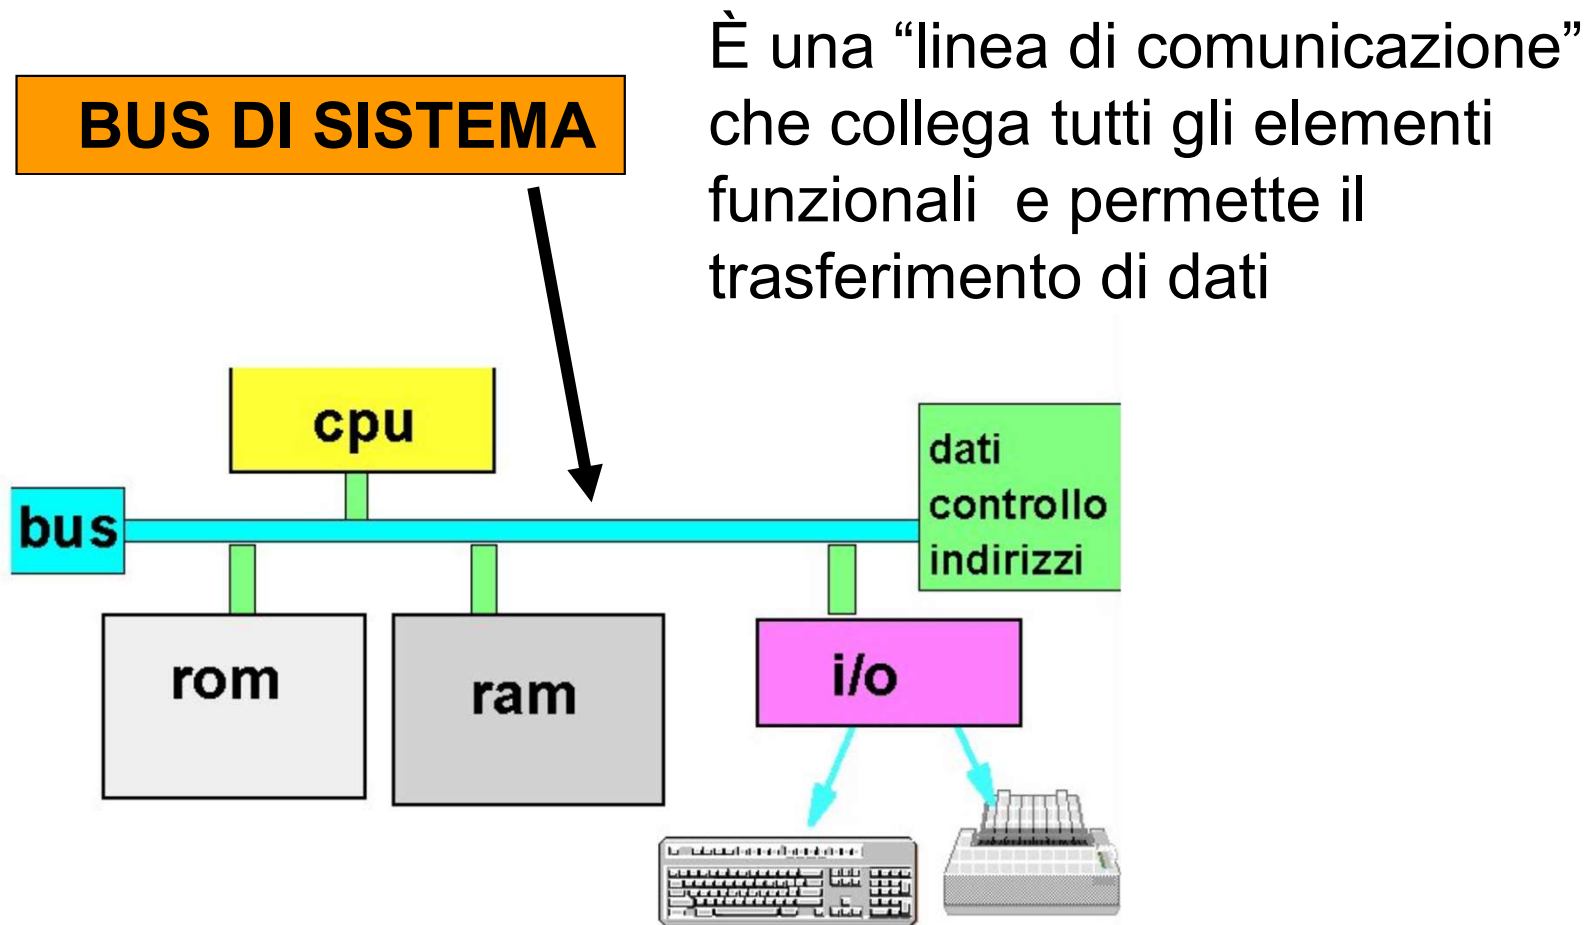 BUS DI SISTEMA
È una “linea di comunicazione”
che collega tutti gli elementi
funzionali e permette il
trasferimento di dati
cpu
bus
dati
controllo
indirizzi
rom
ram
i/o